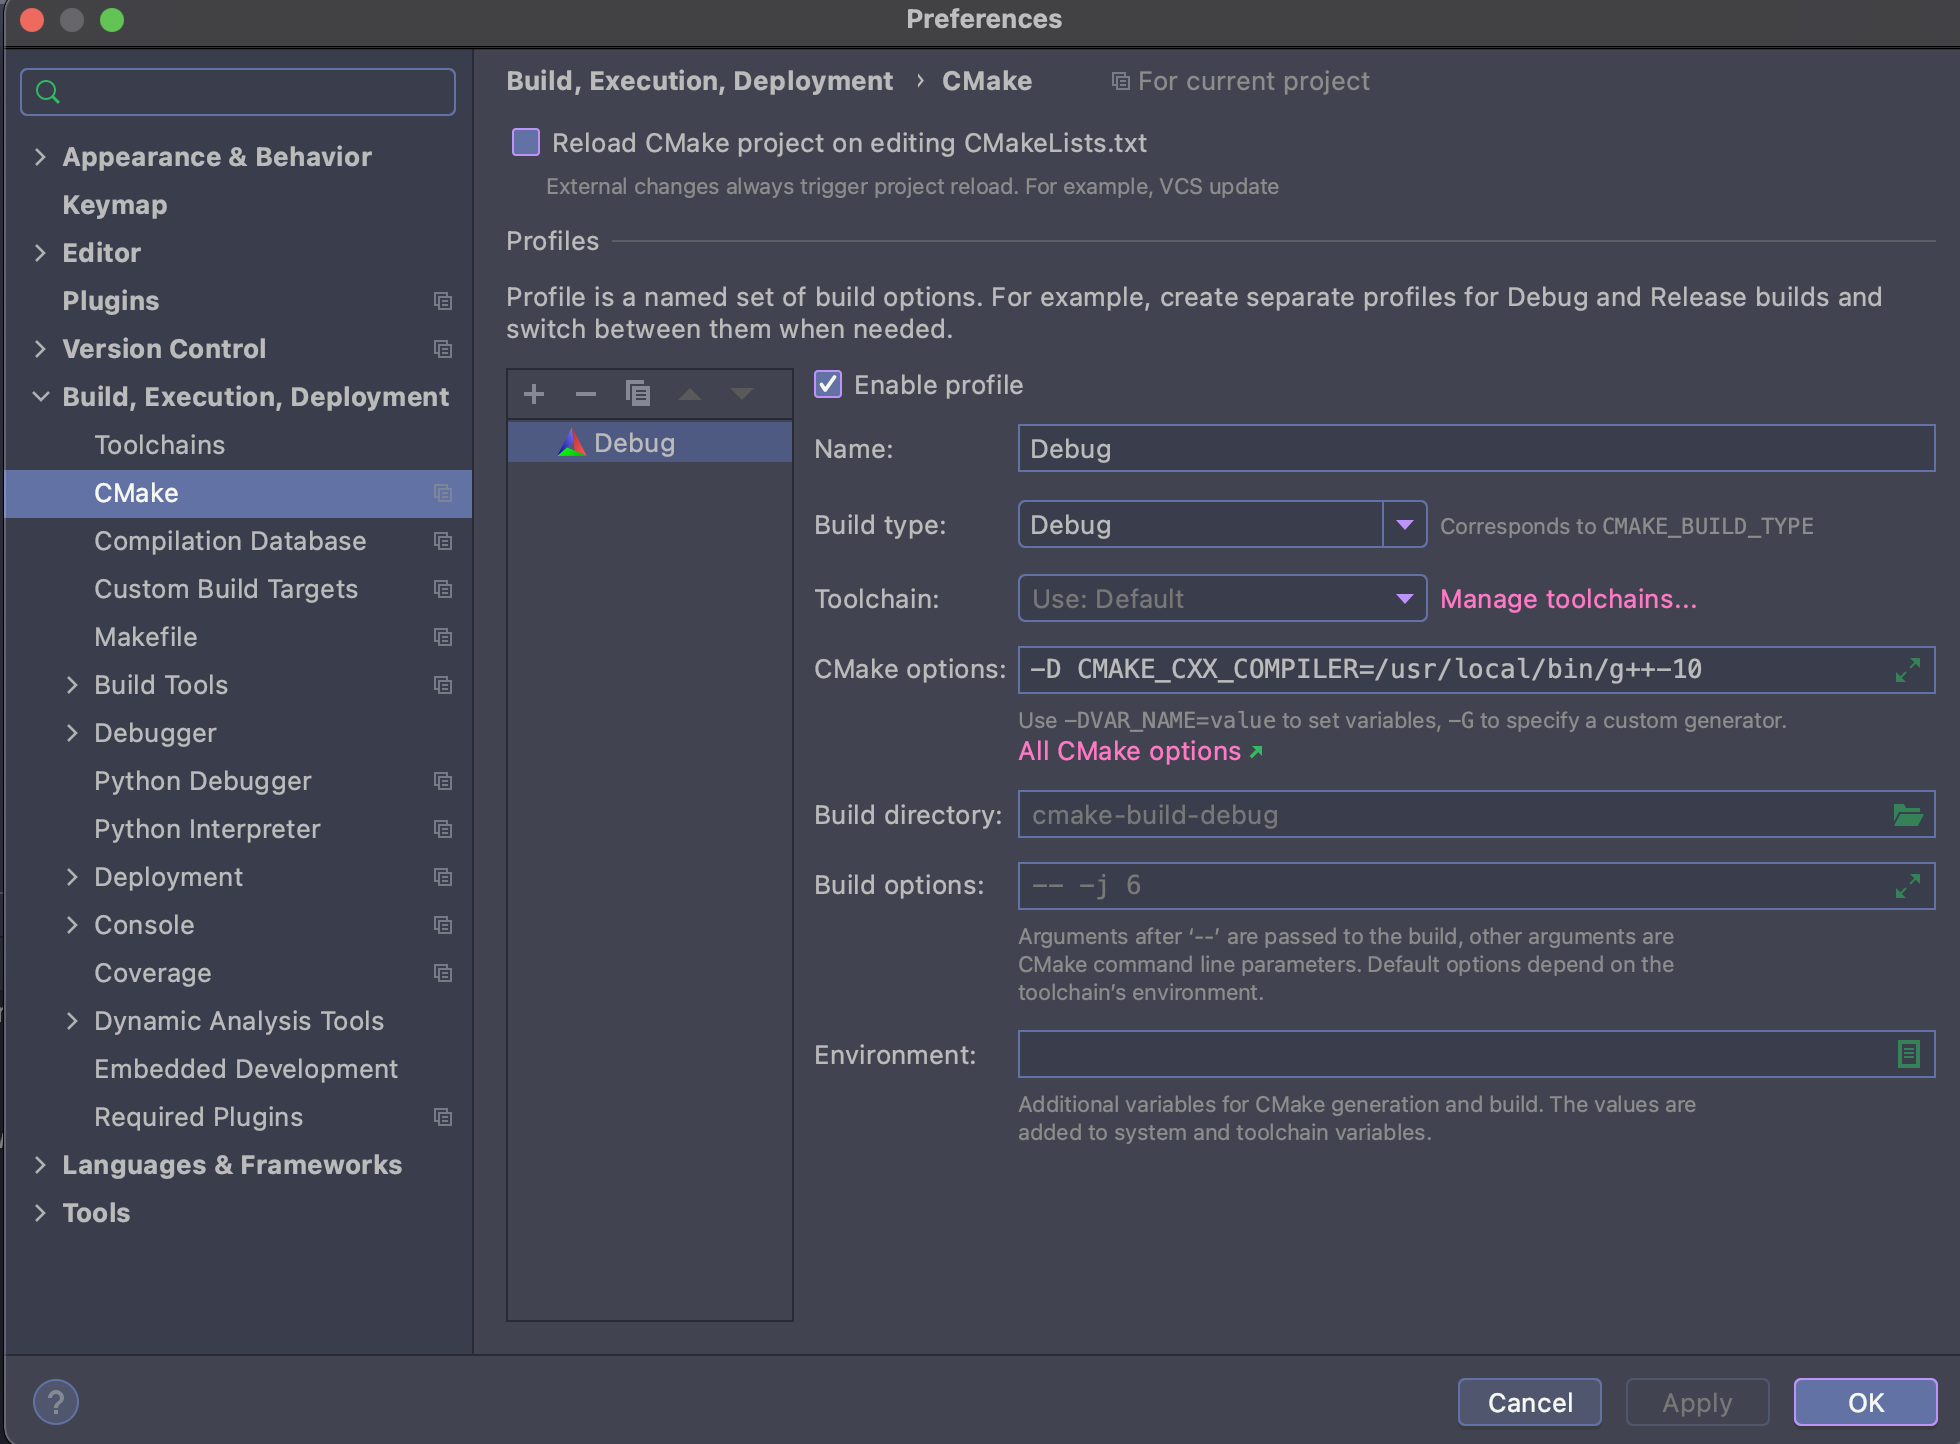 Preferences
Build, Execution, Deployment › CMake For current project
Reload CMake project on editing CMakeLists.txt
External changes always trigger project reload. For example, VCS update
Appearance & Behavior
Keymap
Editor
Plugins
Version Control
Build, Execution, Deployment
Toolchains
CMake
Compilation Database
Custom Build Targets
Makefile
Build Tools
Debugger
Python Debugger
Python Interpreter
Deployment
Console
Coverage
Dynamic Analysis Tools
Embedded Development
Required Plugins
Languages & Frameworks
Tools
Profiles
Profile is a named set of build options. For example, create separate profiles for Debug and Release builds and
switch between them when needed.
Debug
Enable profile
Name: Debug
Build type: Debug Corresponds to CMAKE_BUILD_TYPE
Toolchain: Use: Default Manage toolchains...
CMake options: -D CMAKE_CXX_COMPILER=/usr/local/bin/g++-10
Use -DVAR_NAME=value to set variables, -G to specify a custom generator.
All CMake options
Build directory: cmake-build-debug
Build options: -- -j 6
Arguments after ‘--’ are passed to the build, other arguments are
CMake command line parameters. Default options depend on the
toolchain’s environment.
Environment:
Additional variables for CMake generation and build. The values are
added to system and toolchain variables.
?
Cancel Apply OK